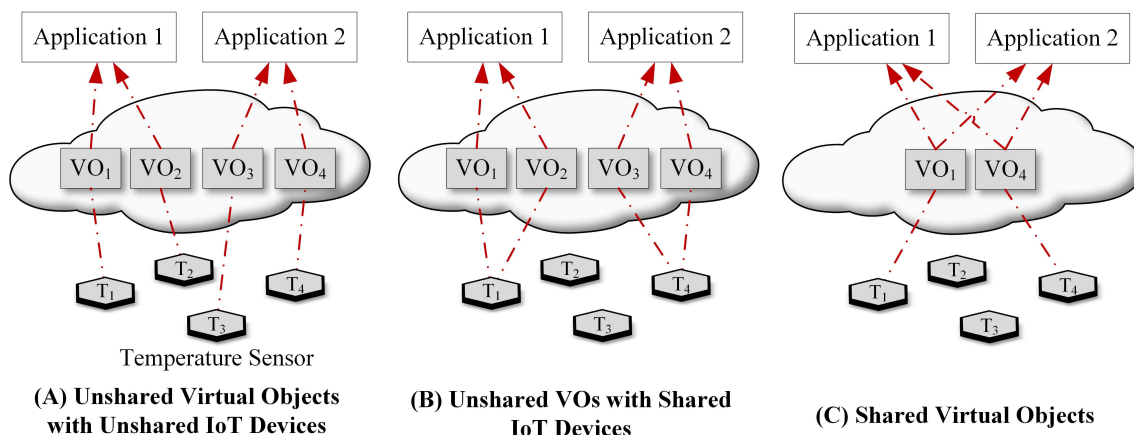 Application 1
Application 2
VO₁
VO₂
VO₃
VO₄
T₁
T₂
T₃
T₄
Temperature Sensor
(A) Unshared Virtual Objects
with Unshared IoT Devices
Application 1
Application 2
VO₁
VO₂
VO₃
VO₄
T₁
T₂
T₃
T₄
(B) Unshared VOs with Shared
IoT Devices
Application 1
Application 2
VO₁
VO₄
T₁
T₂
T₃
T₄
(C) Shared Virtual Objects